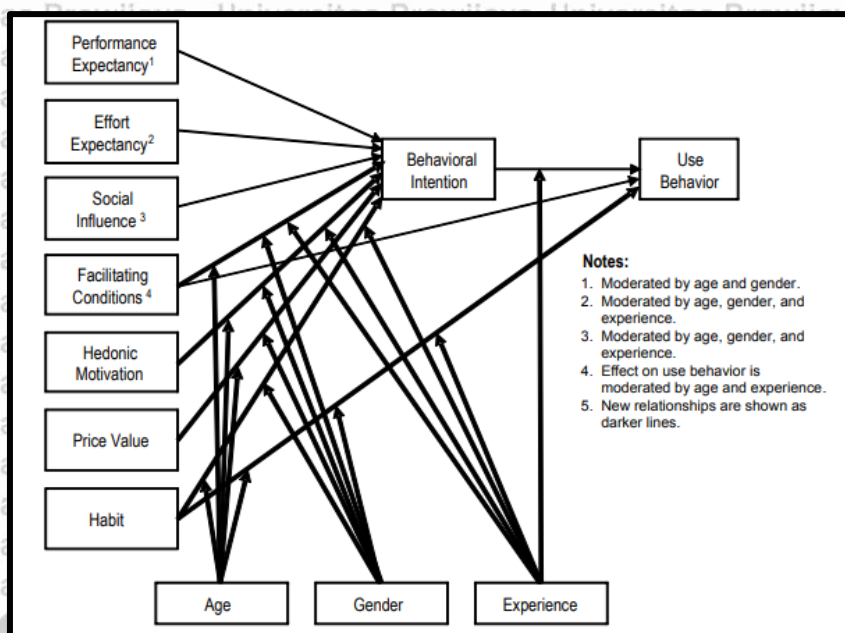 Performance
Expectancy1
Effort
Expectancy2
Social
Influence 3
Facilitating
Conditions 4
Hedonic
Motivation
Price Value
Habit
Behavioral
Intention
Use
Behavior
Notes:
1. Moderated by age and gender.
2. Moderated by age, gender, and
experience.
3. Moderated by age, gender, and
experience.
4. Effect on use behavior is
moderated by age and experience.
5. New relationships are shown as
darker lines.
Age
Gender
Experience